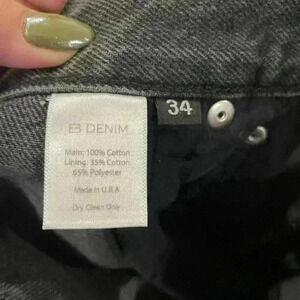 EB DENIM
34
Main: 100% Cotton
Lining: 35% Cotton
65% Polyester
Made in U.S.A
Dry Clean Only